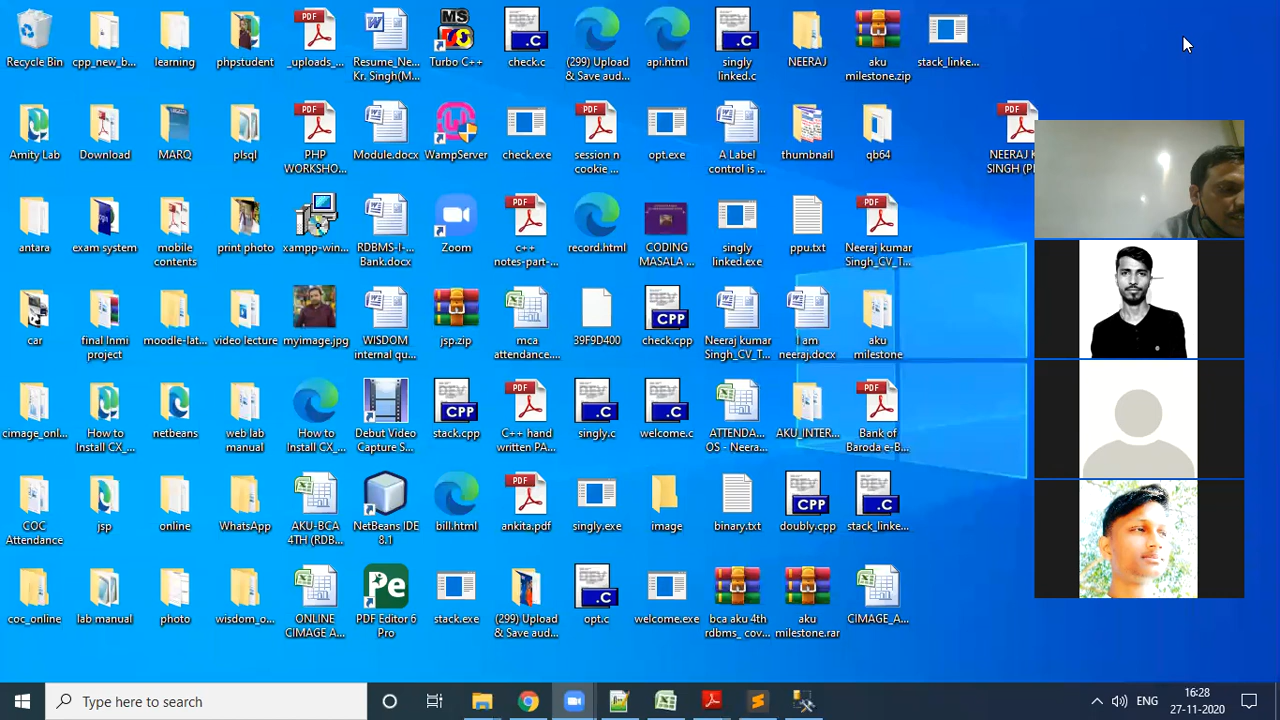 Recycle Bin
cpp_new_b...
learning
phpstudent
_uploads_...
Resume_Ne...
Kr. Singh(M...
Turbo C++
check.c
(299) Upload
& Save aud...
api.html
singly
linked.c
NEERAJ
aku
milestone.zip
stack_linke...
Amity Lab
Download
MARQ
plsql
PHP
WORKSHO...
Module.docx
WampServer
check.exe
session n
cookie ...
opt.exe
A Label
control is ...
thumbnail
qb64
NEERAJ K
SINGH (P
antara
exam system
mobile
contents
print photo
xampp-win...
RDBMS-I-...
Bank.docx
Zoom
c++
notes-part-...
record.html
CODING
MASALA ...
singly
linked.exe
ppu.txt
Neeraj kumar
Singh_CV_T...
car
final lnmi
project
moodle-lat...
video lecture
myimage.jpg
WISDOM
internal qu...
jsp.zip
mca
attendance....
39F9D400
check.cpp
Neeraj kumar
Singh_CV_T...
I am
neeraj.docx
aku
milestone
cimage_onl...
How to
Install CX_...
netbeans
web lab
manual
How to
Install CX_...
Debut Video
Capture S...
stack.cpp
C++ hand
written PA...
singly.c
welcome.c
ATTENDA...
OS - Neera...
AKU_INTER...
Bank of
Baroda e-B...
COC
Attendance
jsp
online
WhatsApp
AKU-BCA
4TH (RDB...
NetBeans IDE
8.1
bill.html
ankita.pdf
singly.exe
image
binary.txt
doubly.cpp
stack_linke...
coc_online
lab manual
photo
wisdom_o...
ONLINE
CIMAGE A...
PDF Editor 6
Pro
stack.exe
(299) Upload
& Save aud...
opt.c
welcome.exe
bca aku 4th
rdbms_ cov...
aku
milestone.rar
CIMAGE_A...
Type here to search
ENG
16:28
27-11-2020